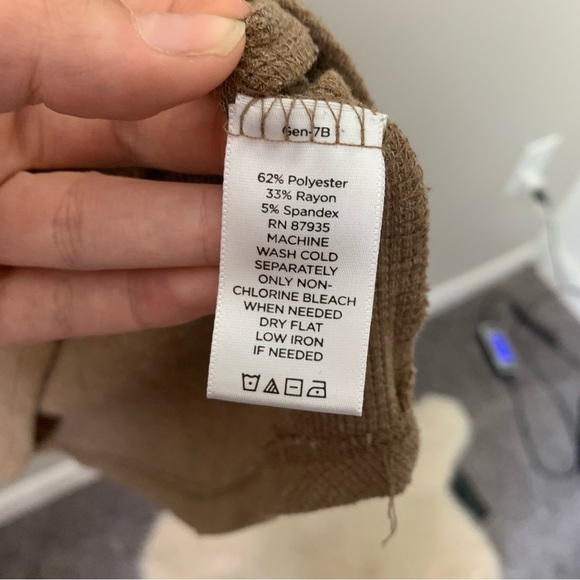 Gen-7B
62% Polyester
33% Rayon
5% Spandex
RN 87935
MACHINE
WASH COLD
SEPARATELY
ONLY NON-
CHLORINE BLEACH
WHEN NEEDED
DRY FLAT
LOW IRON
IF NEEDED